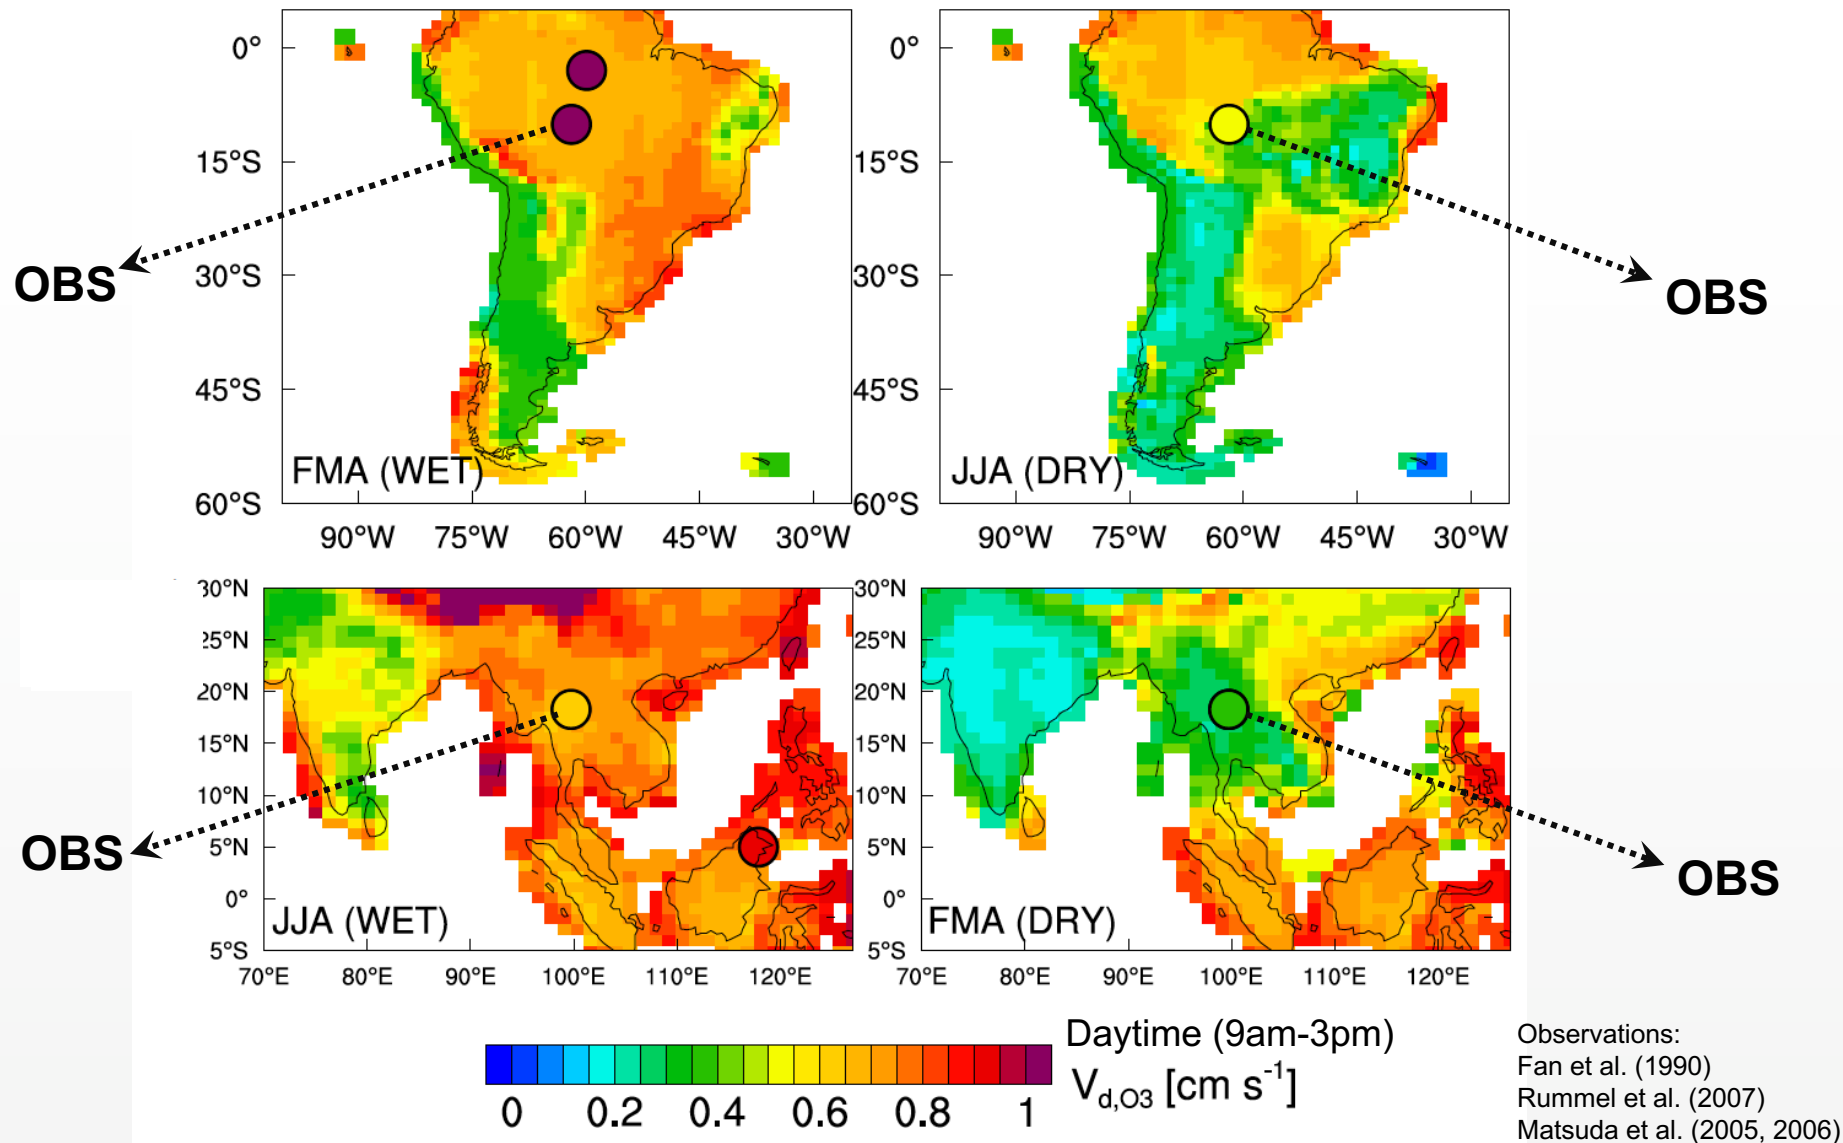 0°
15°S
30°S
45°S
60°S
FMA (WET)
90°W 75°W 60°W 45°W 30°W
0°
15°S
30°S
45°S
60°S
JJA (DRY)
90°W 75°W 60°W 45°W 30°W
OBS
OBS
30°N
25°N
20°N
15°N
10°N
5°N
0°
5°S
JJA (WET)
70°E 80°E 90°E 100°E 110°E 120°E
30°N
25°N
20°N
15°N
10°N
5°N
0°
5°S
FMA (DRY)
70°E 80°E 90°E 100°E 110°E 120°E
OBS
OBS
0 0.2 0.4 0.6 0.8 1
Daytime (9am-3pm)
V_d,O3 [cm s⁻¹]
Observations:
Fan et al. (1990)
Rummel et al. (2007)
Matsuda et al. (2005, 2006)